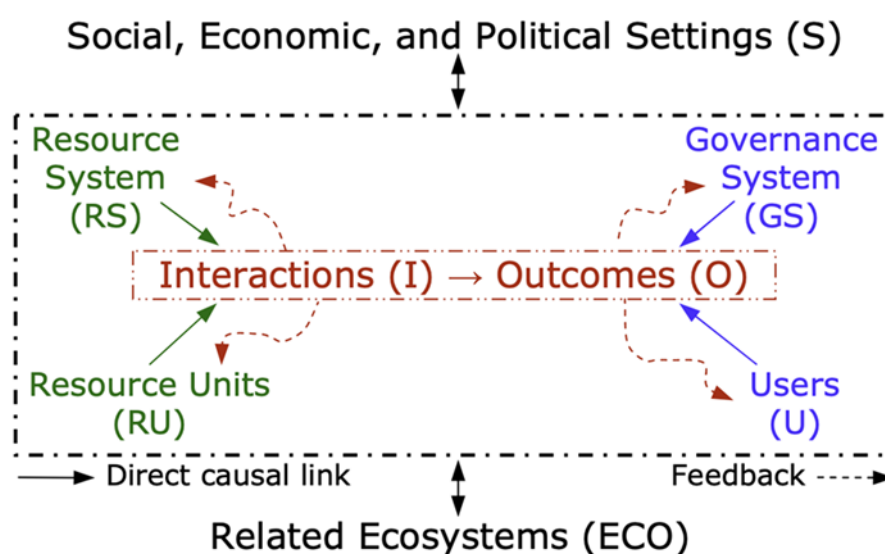 Social, Economic, and Political Settings (S)
Resource
System
(RS)
Governance
System
(GS)
Interactions (I) → Outcomes (O)
Resource Units
(RU)
Users
(U)
Direct causal link
Feedback
Related Ecosystems (ECO)